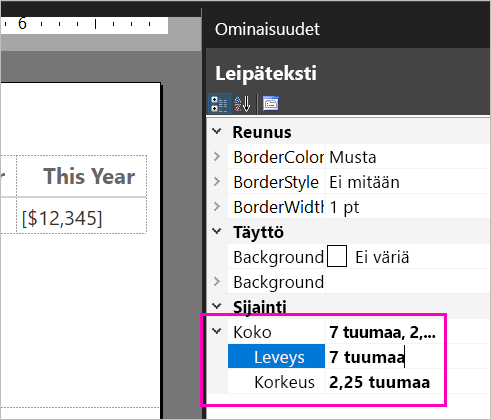 6
Ominaisuudet
Leipäteksti
Reunus
BorderColor Musta
BorderStyle Ei mitään
BorderWidth 1 pt
Täyttö
Background Ei väriä
Background
Sijainti
Koko 7 tuumaa, 2,...
Leveys 7 tuumaa
Korkeus 2,25 tuumaa
r This Year
[$12,345]